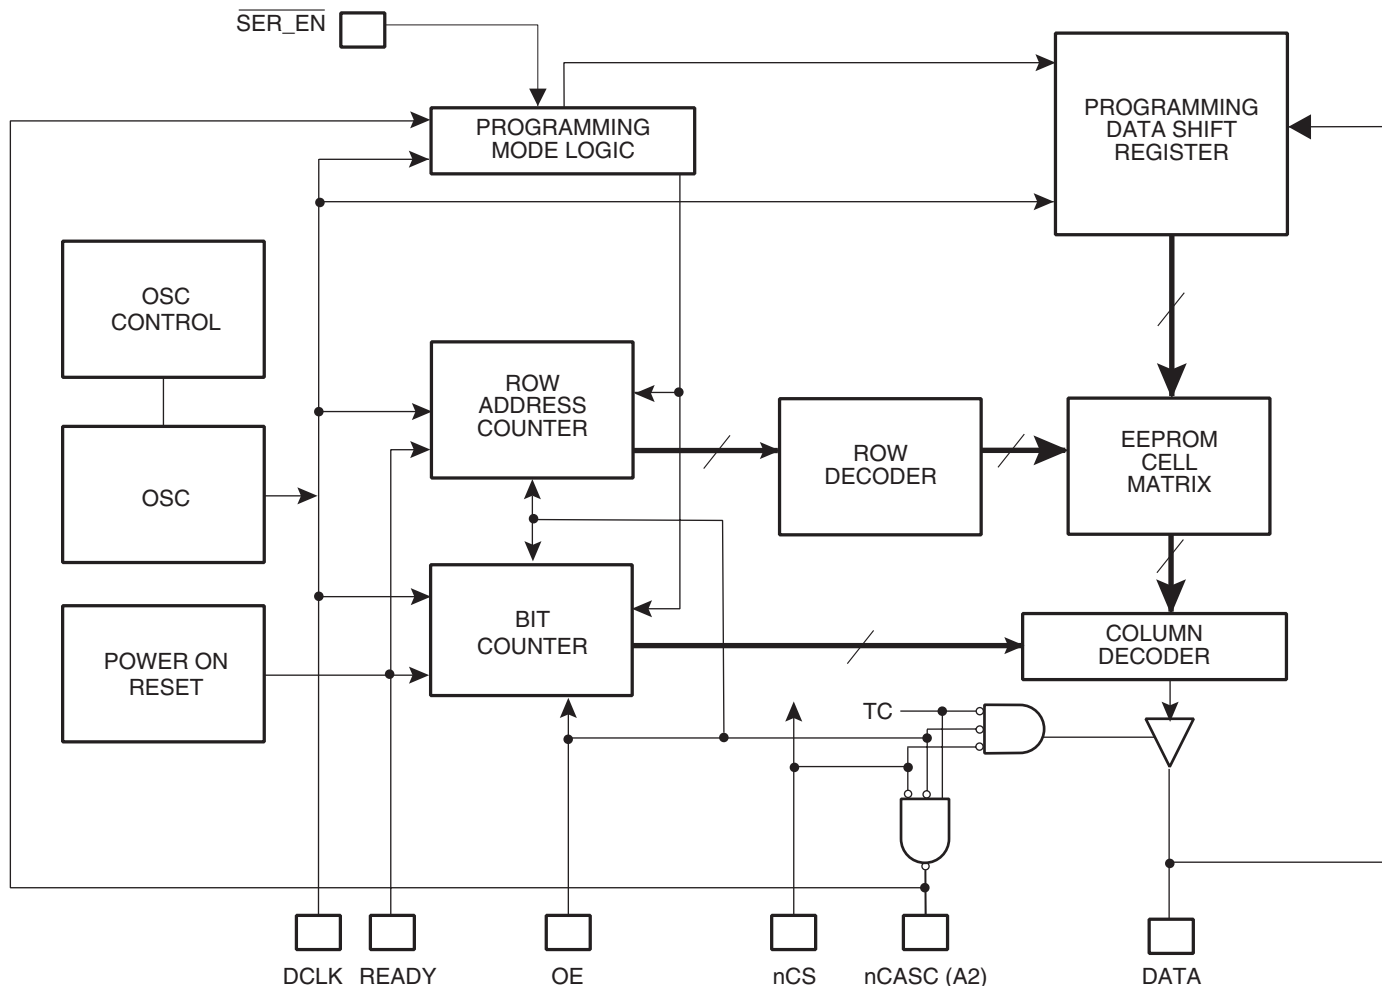 SER_EN
PROGRAMMING
MODE LOGIC
PROGRAMMING
DATA SHIFT
REGISTER
OSC
CONTROL
ROW
ADDRESS
COUNTER
ROW
DECODER
EEPROM
CELL
MATRIX
OSC
BIT
COUNTER
POWER ON
RESET
COLUMN
DECODER
TC
DCLK
READY
OE
nCS
nCASC (A2)
DATA